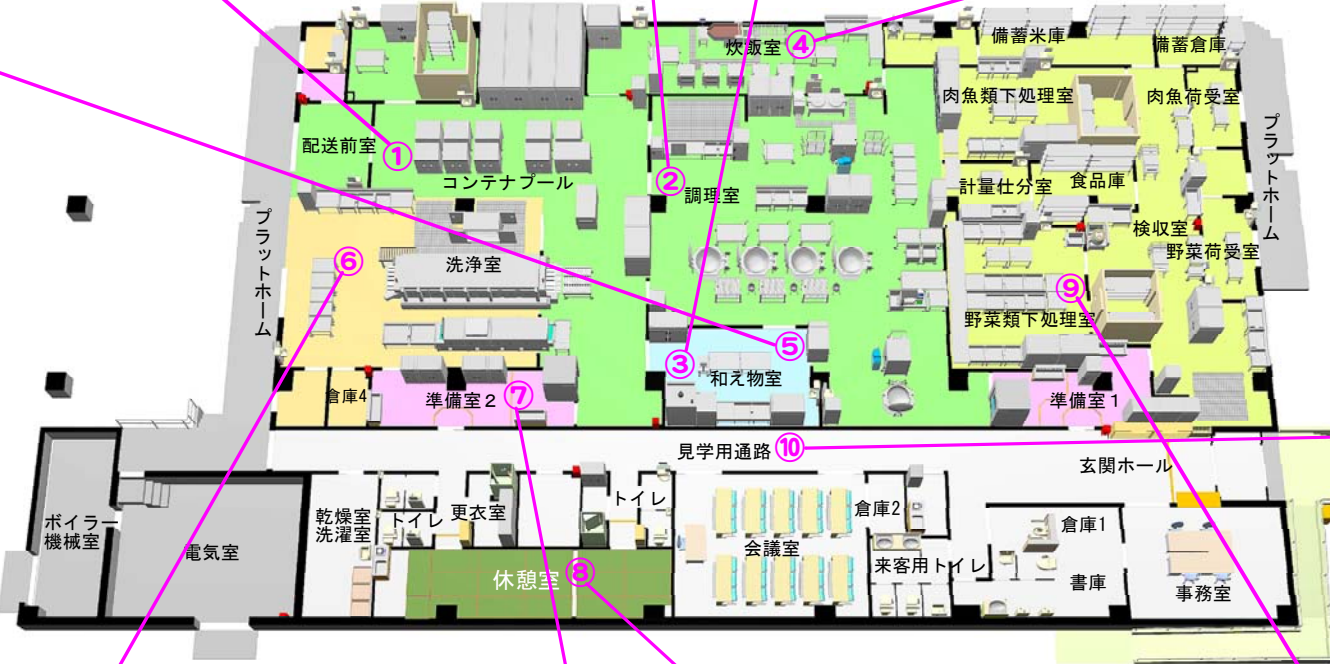 炊飯室 ④
備蓄米庫
備蓄倉庫
肉魚類下処理室
肉魚荷受室
プラットホーム
配送前室
①
コンテナプール
②
調理室
計量仕分室
食品庫
検収室
野菜荷受室
プラットホーム
⑥
洗浄室
⑨
野菜類下処理室
⑤
③
和え物室
倉庫4
準備室2
⑦
準備室1
見学用通路 ⑩
玄関ホール
ボイラー
機械室
電気室
乾燥室
洗濯室
トイレ
更衣室
トイレ
休憩室 ⑧
会議室
倉庫2
来客用トイレ
倉庫1
書庫
事務室